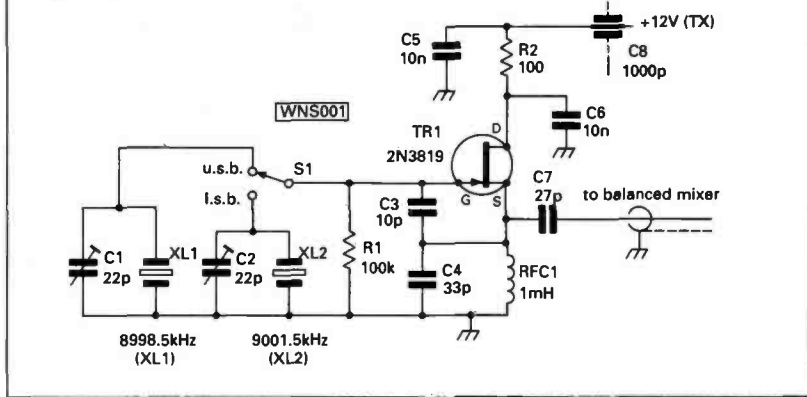 C5
10n
R2
100
+12V (TX)
C8
1000p
WNS001
C6
10n
D
TR1
2N3819
u.s.b.
S1
l.s.b.
G
S
C7
27p
to balanced mixer
C3
10p
C1
22p
XL1
C2
22p
XL2
R1
100k
C4
33p
RFC1
1mH
8998.5kHz
(XL1)
9001.5kHz
(XL2)